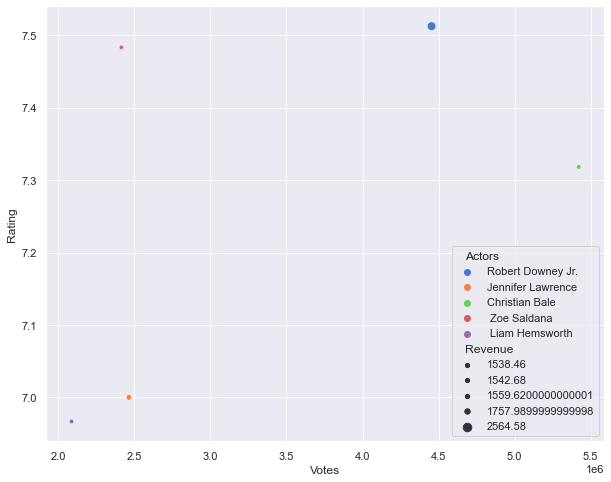 7.5
7.4
7.3
7.2
7.1
7.0
Rating
2.0 2.5 3.0 3.5 4.0 4.5 5.0 5.5
1e6
Votes
Actors
Robert Downey Jr.
Jennifer Lawrence
Christian Bale
Zoe Saldana
Liam Hemsworth
Revenue
1538.46
1542.68
1559.6200000000001
1757.9899999999998
2564.58